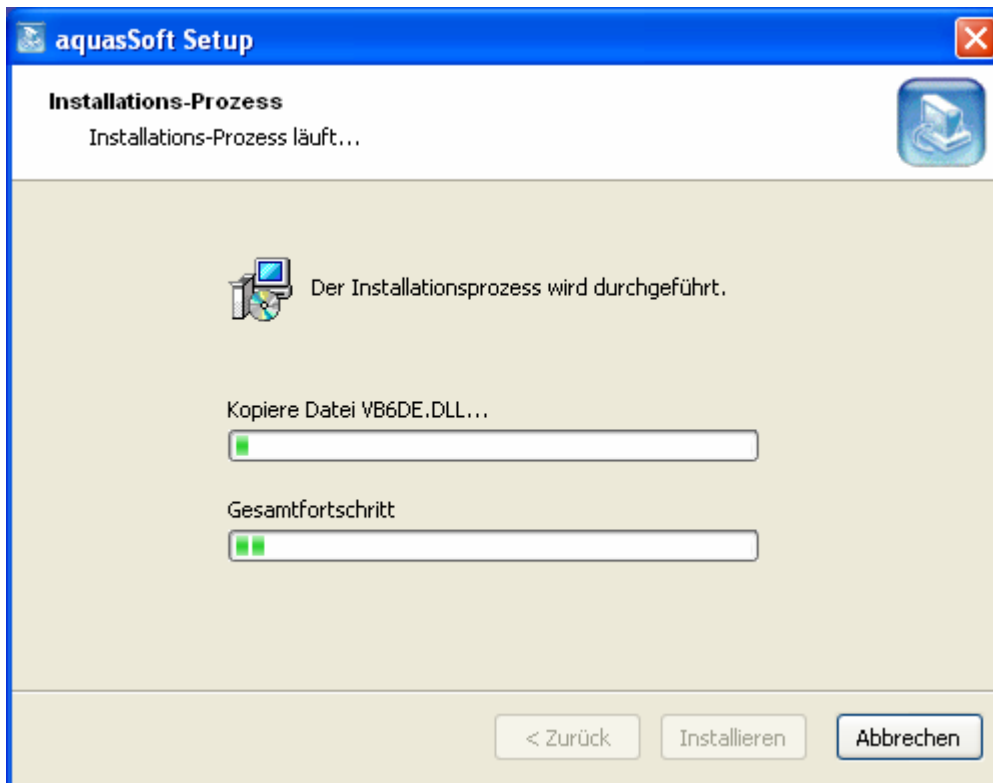 aquasSoft Setup
Installations-Prozess
Installations-Prozess läuft...
Der Installationsprozess wird durchgeführt.
Kopiere Datei VB6DE.DLL...
Gesamtfortschritt
< Zurück
Installieren
Abbrechen